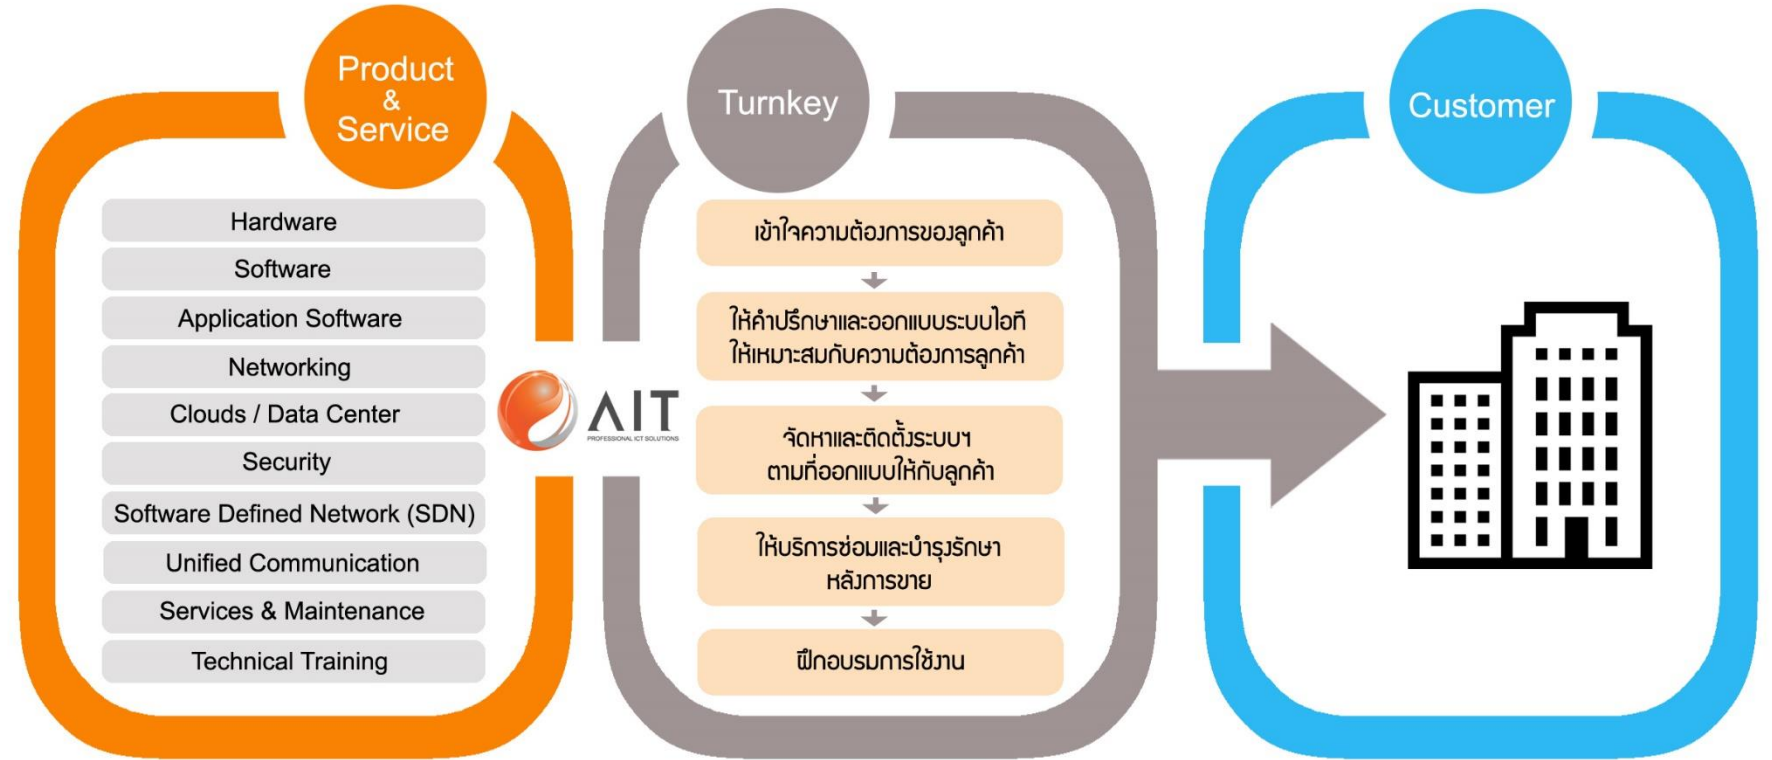 Product
&
Service
Hardware
Software
Application Software
Networking
Clouds / Data Center
Security
Software Defined Network (SDN)
Unified Communication
Services & Maintenance
Technical Training
AIT
PROFESSIONAL ICT SOLUTIONS
Turnkey
เข้าใจความต้องการของลูกค้า
ให้คำปรึกษาและออกแบบระบบไอที
ให้เหมาะสมกับความต้องการลูกค้า
จัดหาและติดตั้งระบบฯ
ตามที่ออกแบบให้กับลูกค้า
ให้บริการซ่อมและบำรุงรักษา
หลังการขาย
ฝึกอบรมการใช้งาน
Customer